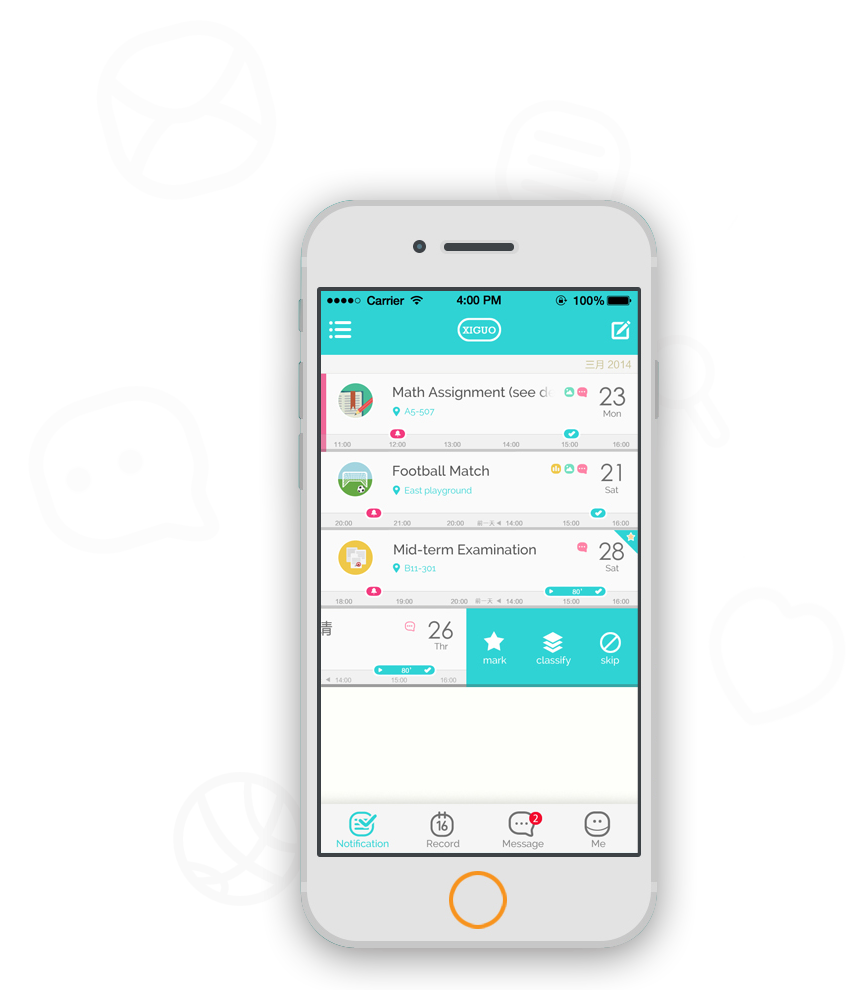 Carrier 4:00 PM 100%
XIGUO
三月 2014
Math Assignment (see de
23
Mon
A5-507
11:00 12:00 13:00 14:00 15:00 16:00
Football Match
21
Sat
East playground
20:00 21:00 20:00 前一天 14:00 15:00 16:00
Mid-term Examination
28
Sat
B11-301
80'
18:00 19:00 20:00 前一天 14:00 15:00 16:00
26
Thr
80'
14:00 15:00 16:00
mark classify skip
16 2
Notification Record Message Me